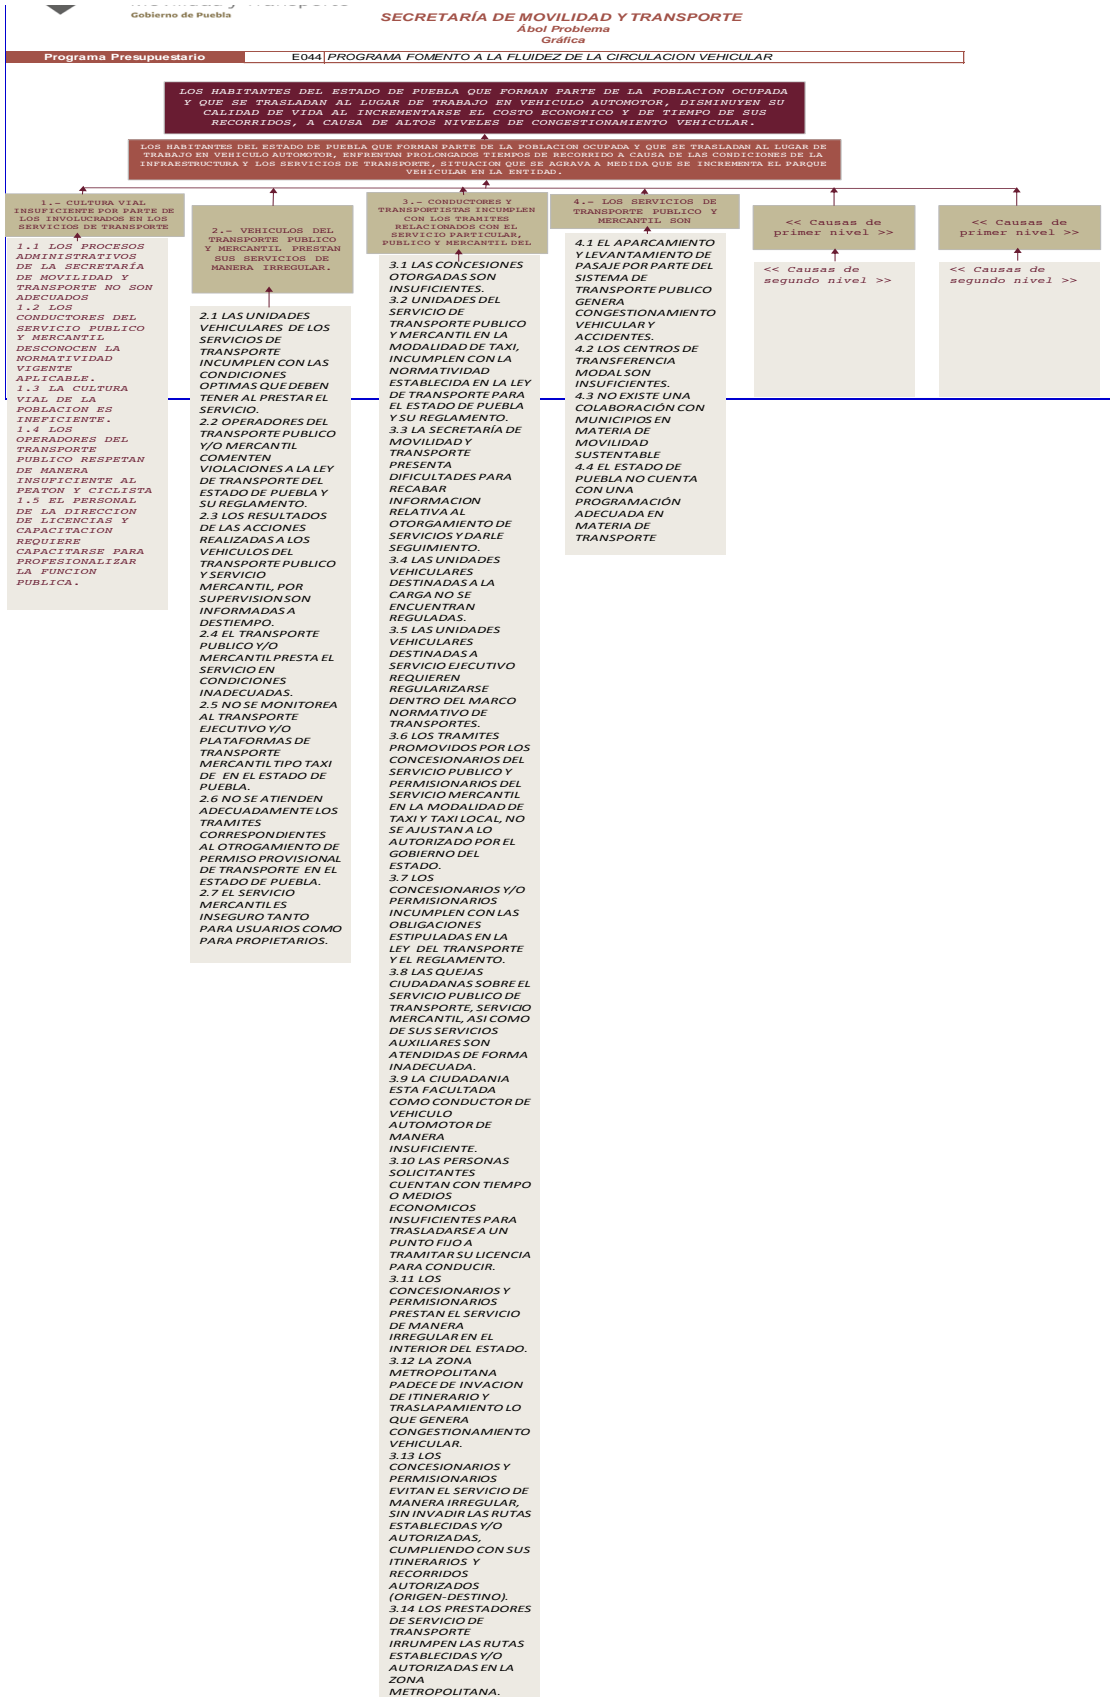 Gobierno de Puebla
SECRETARÍA DE MOVILIDAD Y TRANSPORTE
Ábol Problema
Gráfica
Programa Presupuestario
E044 PROGRAMA FOMENTO A LA FLUIDEZ DE LA CIRCULACION VEHICULAR
LOS HABITANTES DEL ESTADO DE PUEBLA QUE FORMAN PARTE DE LA POBLACION OCUPADA
Y QUE SE TRASLADAN AL LUGAR DE TRABAJO EN VEHICULO AUTOMOTOR, DISMINUYEN SU
CALIDAD DE VIDA AL INCREMENTARSE EL COSTO ECONOMICO Y DE TIEMPO DE SUS
RECORRIDOS, A CAUSA DE ALTOS NIVELES DE CONGESTIONAMIENTO VEHICULAR.
LOS HABITANTES DEL ESTADO DE PUEBLA QUE FORMAN PARTE DE LA POBLACION OCUPADA Y QUE SE TRASLADAN AL LUGAR DE
TRABAJO EN VEHICULO AUTOMOTOR, ENFRENTAN PROLONGADOS TIEMPOS DE RECORRIDO A CAUSA DE LAS CONDICIONES DE LA
INFRAESTRUCTURA Y LOS SERVICIOS DE TRANSPORTE, SITUACION QUE SE AGRAVA A MEDIDA QUE SE INCREMENTA EL PARQUE
VEHICULAR EN LA ENTIDAD.
1.- CULTURA VIAL
INSUFICIENTE POR PARTE DE
LOS INVOLUCRADOS EN LOS
SERVICIOS DE TRANSPORTE
1.1 LOS PROCESOS
ADMINISTRATIVOS
DE LA SECRETARÍA
DE MOVILIDAD Y
TRANSPORTE NO SON
ADECUADOS
1.2 LOS
CONDUCTORES DEL
SERVICIO PUBLICO
Y MERCANTIL
DESCONOCEN LA
NORMATIVIDAD
VIGENTE
APLICABLE.
1.3 LA CULTURA
VIAL DE LA
POBLACION ES
INEFICIENTE.
1.4 LOS
OPERADORES DEL
TRANSPORTE
PUBLICO RESPETAN
DE MANERA
INSUFICIENTE AL
PEATON Y CICLISTA
1.5 EL PERSONAL
DE LA DIRECCION
DE LICENCIAS Y
CAPACITACION
REQUIERE
CAPACITARSE PARA
PROFESIONALIZAR
LA FUNCION
PUBLICA.
2.- VEHICULOS DEL
TRANSPORTE PUBLICO
Y MERCANTIL PRESTAN
SUS SERVICIOS DE
MANERA IRREGULAR.
2.1 LAS UNIDADES
VEHICULARES DE LOS
SERVICIOS DE
TRANSPORTE
INCUMPLEN CON LAS
CONDICIONES
OPTIMAS QUE DEBEN
TENER AL PRESTAR EL
SERVICIO.
2.2 OPERADORES DEL
TRANSPORTE PUBLICO
Y/O MERCANTIL
COMENTEN
VIOLACIONES A LA LEY
DE TRANSPORTE DEL
ESTADO DE PUEBLA Y
SU REGLAMENTO.
2.3 LOS RESULTADOS
DE LAS ACCIONES
REALIZADAS A LOS
VEHICULOS DEL
TRANSPORTE PUBLICO
Y SERVICIO
MERCANTIL, POR
SUPERVISION SON
INFORMADAS A
DESTIEMPO.
2.4 EL TRANSPORTE
PUBLICO Y/O
MERCANTIL PRESTA EL
SERVICIO EN
CONDICIONES
INADECUADAS.
2.5 NO SE MONITOREA
AL TRANSPORTE
EJECUTIVO Y/O
PLATAFORMAS DE
TRANSPORTE
MERCANTIL TIPO TAXI
DE EN EL ESTADO DE
PUEBLA.
2.6 NO SE ATIENDEN
ADECUADAMENTE LOS
TRAMITES
CORRESPONDIENTES
AL OTROGAMIENTO DE
PERMISO PROVISIONAL
DE TRANSPORTE EN EL
ESTADO DE PUEBLA.
2.7 EL SERVICIO
MERCANTIL ES
INSEGURO TANTO
PARA USUARIOS COMO
PARA PROPIETARIOS.
3.- CONDUCTORES Y
TRANSPORTISTAS INCUMPLEN
CON LOS TRAMITES
RELACIONADOS CON EL
SERVICIO PARTICULAR,
PUBLICO Y MERCANTIL DEL
3.1 LAS CONCESIONES
OTORGADAS SON
INSUFICIENTES.
3.2 UNIDADES DEL
SERVICIO DE
TRANSPORTE PUBLICO
Y MERCANTIL EN LA
MODALIDAD DE TAXI,
INCUMPLEN CON LA
NORMATIVIDAD
ESTABLECIDA EN LA LEY
DE TRANSPORTE PARA
EL ESTADO DE PUEBLA
Y SU REGLAMENTO.
3.3 LA SECRETARÍA DE
MOVILIDAD Y
TRANSPORTE
PRESENTA
DIFICULTADES PARA
RECABAR
INFORMACION
RELATIVA AL
OTORGAMIENTO DE
SERVICIOS Y DARLE
SEGUIMIENTO.
3.4 LAS UNIDADES
VEHICULARES
DESTINADAS A LA
CARGA NO SE
ENCUENTRAN
REGULADAS.
3.5 LAS UNIDADES
VEHICULARES
DESTINADAS A
SERVICIO EJECUTIVO
REQUIEREN
REGULARIZARSE
DENTRO DEL MARCO
NORMATIVO DE
TRANSPORTES.
3.6 LOS TRAMITES
PROMOVIDOS POR LOS
CONCESIONARIOS DEL
SERVICIO PUBLICO Y
PERMISIONARIOS DEL
SERVICIO MERCANTIL
EN LA MODALIDAD DE
TAXI Y TAXI LOCAL, NO
SE AJUSTAN A LO
AUTORIZADO POR EL
GOBIERNO DEL
ESTADO.
3.7 LOS
CONCESIONARIOS Y/O
PERMISIONARIOS
INCUMPLEN CON LAS
OBLIGACIONES
ESTIPULADAS EN LA
LEY DEL TRANSPORTE
Y EL REGLAMENTO.
3.8 LAS QUEJAS
CIUDADANAS SOBRE EL
SERVICIO PUBLICO DE
TRANSPORTE, SERVICIO
MERCANTIL, ASI COMO
DE SUS SERVICIOS
AUXILIARES SON
ATENDIDAS DE FORMA
INADECUADA.
3.9 LA CIUDADANIA
ESTA FACULTADA
COMO CONDUCTOR DE
VEHICULO
AUTOMOTOR DE
MANERA
INSUFICIENTE.
3.10 LAS PERSONAS
SOLICITANTES
CUENTAN CON TIEMPO
O MEDIOS
ECONOMICOS
INSUFICIENTES PARA
TRASLADARSE A UN
PUNTO FIJO A
TRAMITAR SU LICENCIA
PARA CONDUCIR.
3.11 LOS
CONCESIONARIOS Y
PERMISIONARIOS
PRESTAN EL SERVICIO
DE MANERA
IRREGULAR EN EL
INTERIOR DEL ESTADO.
3.12 LA ZONA
METROPOLITANA
PADECE DE INVACION
DE ITINERARIO Y
TRASLAPAMIENTO LO
QUE GENERA
CONGESTIONAMIENTO
VEHICULAR.
3.13 LOS
CONCESIONARIOS Y
PERMISIONARIOS
EVITAN EL SERVICIO DE
MANERA IRREGULAR,
SIN INVADIR LAS RUTAS
ESTABLECIDAS Y/O
AUTORIZADAS,
CUMPLIENDO CON SUS
ITINERARIOS Y
RECORRIDOS
AUTORIZADOS
(ORIGEN-DESTINO).
3.14 LOS PRESTADORES
DE SERVICIO DE
TRANSPORTE
IRRUMPEN LAS RUTAS
ESTABLECIDAS Y/O
AUTORIZADAS EN LA
ZONA
METROPOLITANA.
4.- LOS SERVICIOS DE
TRANSPORTE PUBLICO Y
MERCANTIL SON
4.1 EL APARCAMIENTO
Y LEVANTAMIENTO DE
PASAJE POR PARTE DEL
SISTEMA DE
TRANSPORTE PUBLICO
GENERA
CONGESTIONAMIENTO
VEHICULAR Y
ACCIDENTES.
4.2 LOS CENTROS DE
TRANSFERENCIA
MODAL SON
INSUFICIENTES.
4.3 NO EXISTE UNA
COLABORACIÓN CON
MUNICIPIOS EN
MATERIA DE
MOVILIDAD
SUSTENTABLE
4.4 EL ESTADO DE
PUEBLA NO CUENTA
CON UNA
PROGRAMACIÓN
ADECUADA EN
MATERIA DE
TRANSPORTE
<< Causas de
primer nivel >>
<< Causas de
segundo nivel >>
<< Causas de
primer nivel >>
<< Causas de
segundo nivel >>